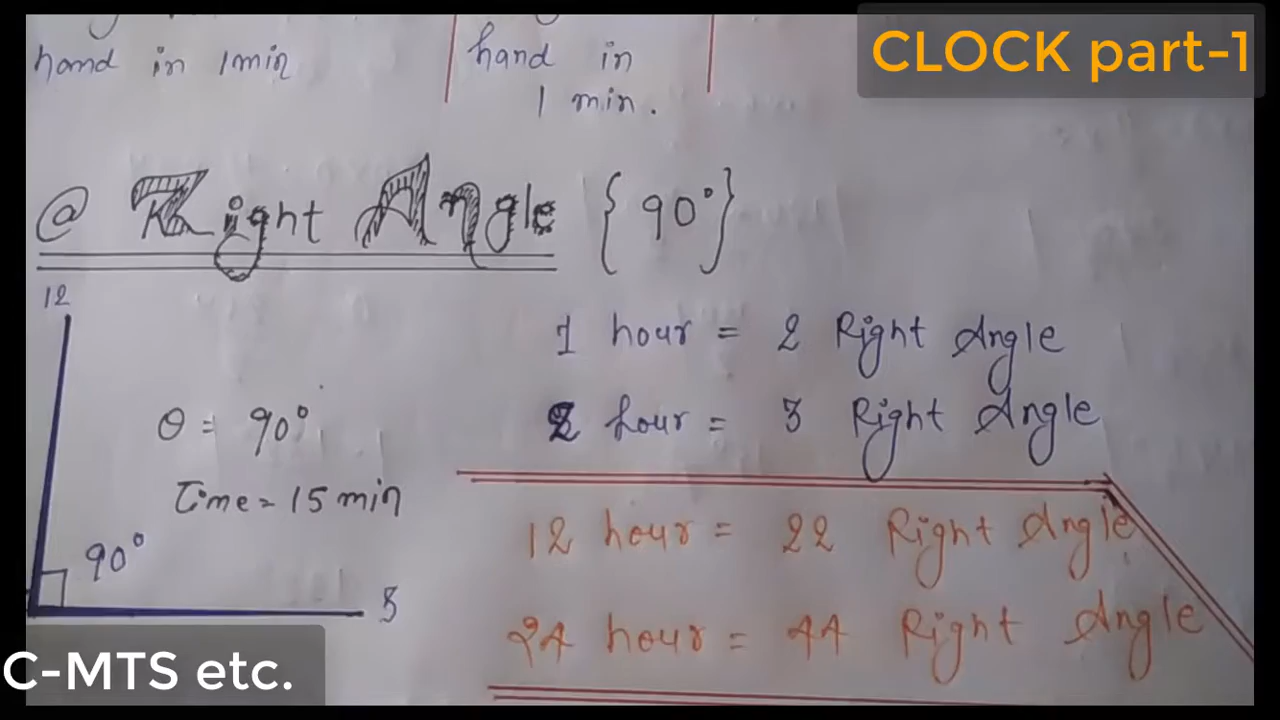 CLOCK part-1
hand in 1 min
hand in
1 min.
@ Right Angle {90°}
12
1 hour = 2 Right Angle
2 hour = 3 Right Angle
θ = 90°
Time = 15 min
90°
3
12 hour = 22 Right Angle
24 hour = 44 Right Angle
C-MTS etc.